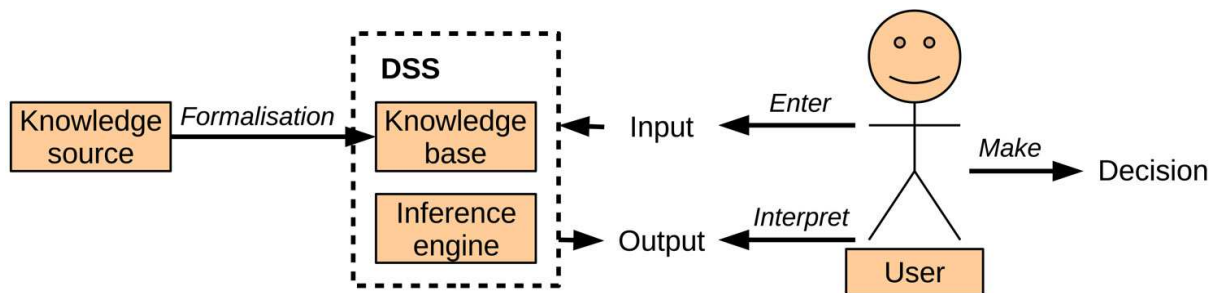 DSS
Knowledge
source
Formalisation
Knowledge
base
Input
Enter
Make
Decision
Inference
engine
Output
Interpret
User